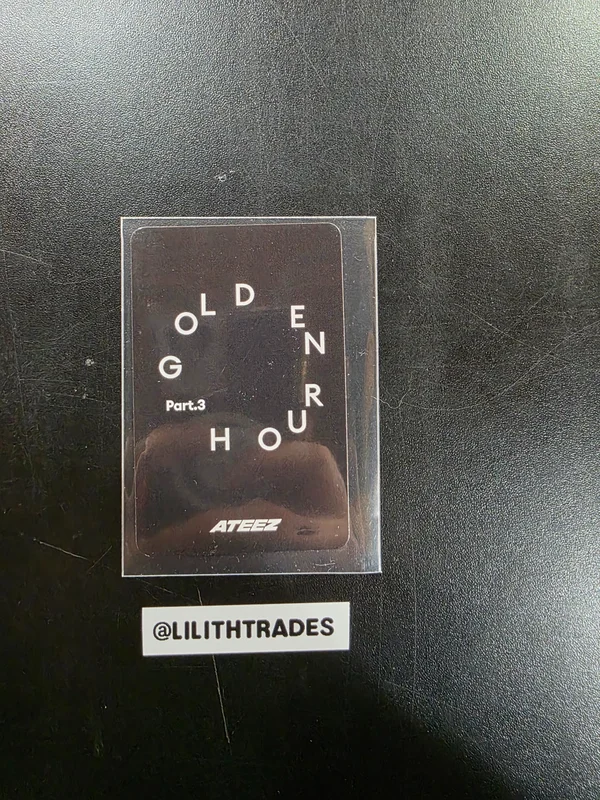 GOLDEN
HOUR
Part.3
ATEEZ
@LILITHTRADES